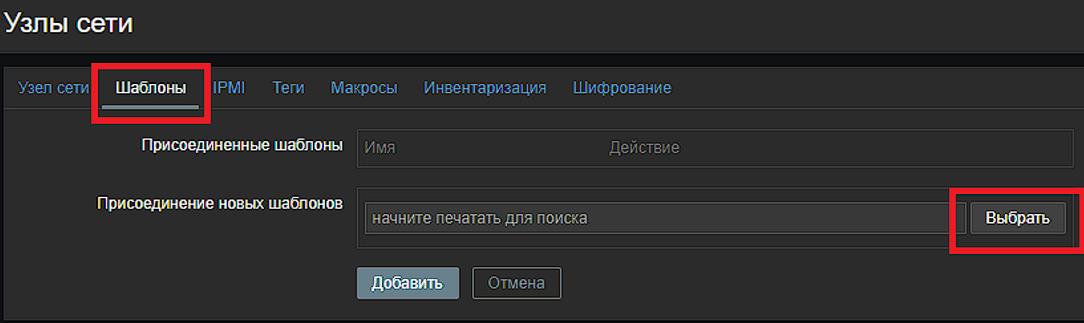 Узлы сети
Узел сети Шаблоны IPMI Теги Макросы Инвентаризация Шифрование
Присоединенные шаблоны Имя Действие
Присоединение новых шаблонов начните печатать для поиска Выбрать
Добавить Отмена